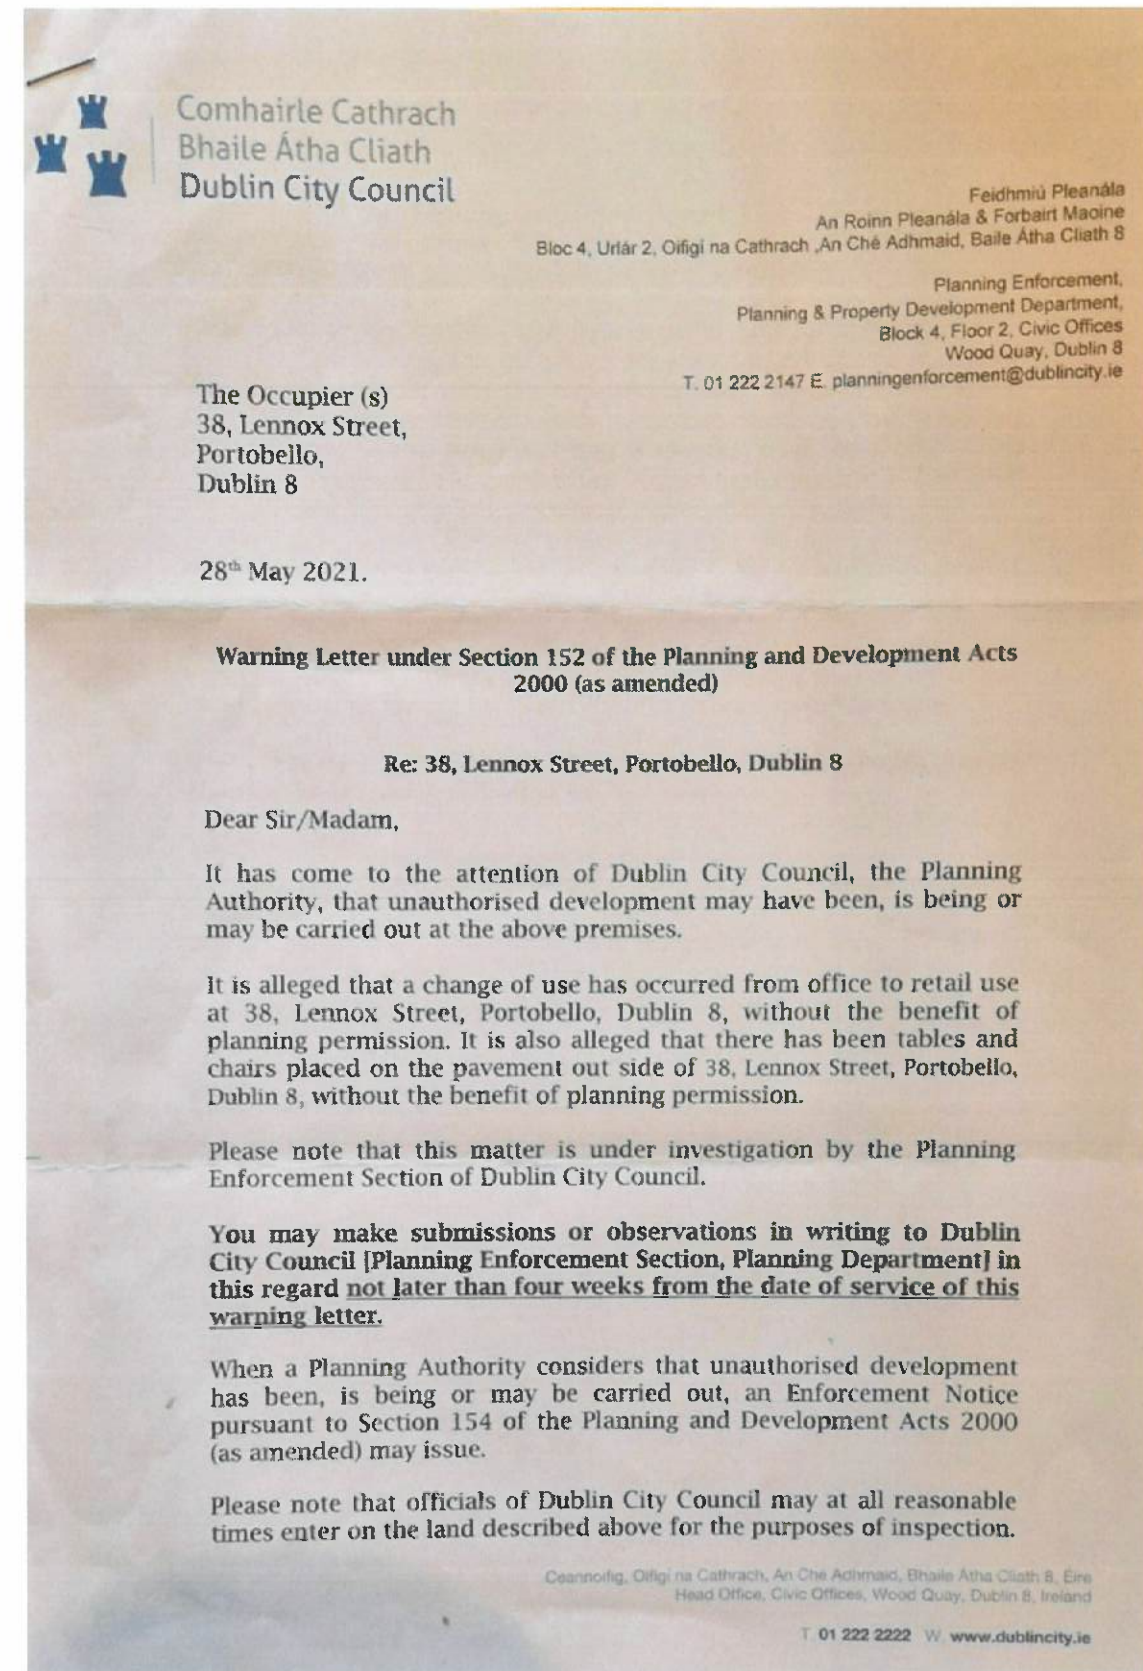 Comhairle Cathrach
Bhaile Átha Cliath
Dublin City Council
Feidhmiú Pleanála
An Roinn Pleanála & Forbairt Maoine
Bloc 4, Urlár 2, Oifigi na Cathrach ,An Ché Adhmaid, Baile Átha Cliath 8
Planning Enforcement,
Planning & Property Development Department,
Block 4, Floor 2, Civic Offices
Wood Quay, Dublin 8
T. 01 222 2147 E. planningenforcement@dublincity.ie
The Occupier (s)
38, Lennox Street,
Portobello,
Dublin 8
28th May 2021.
Warning Letter under Section 152 of the Planning and Development Acts
2000 (as amended)
Re: 38, Lennox Street, Portobello, Dublin 8
Dear Sir/Madam,
It has come to the attention of Dublin City Council, the Planning
Authority, that unauthorised development may have been, is being or
may be carried out at the above premises.
It is alleged that a change of use has occurred from office to retail use
at 38, Lennox Street, Portobello, Dublin 8, without the benefit of
planning permission. It is also alleged that there has been tables and
chairs placed on the pavement out side of 38, Lennox Street, Portobello,
Dublin 8, without the benefit of planning permission.
Please note that this matter is under investigation by the Planning
Enforcement Section of Dublin City Council.
You may make submissions or observations in writing to Dublin
City Council [Planning Enforcement Section, Planning Department] in
this regard not later than four weeks from the date of service of this
warning letter.
When a Planning Authority considers that unauthorised development
has been, is being or may be carried out, an Enforcement Notice
pursuant to Section 154 of the Planning and Development Acts 2000
(as amended) may issue.
Please note that officials of Dublin City Council may at all reasonable
times enter on the land described above for the purposes of inspection.
Ceannoifig, Oifigi na Cathrach, An Ché Adhmaid, Bhaile Átha Cliath 8, Éire
Head Office, Civic Offices, Wood Quay, Dublin 8, Ireland
T. 01 222 2222 W. www.dublincity.ie